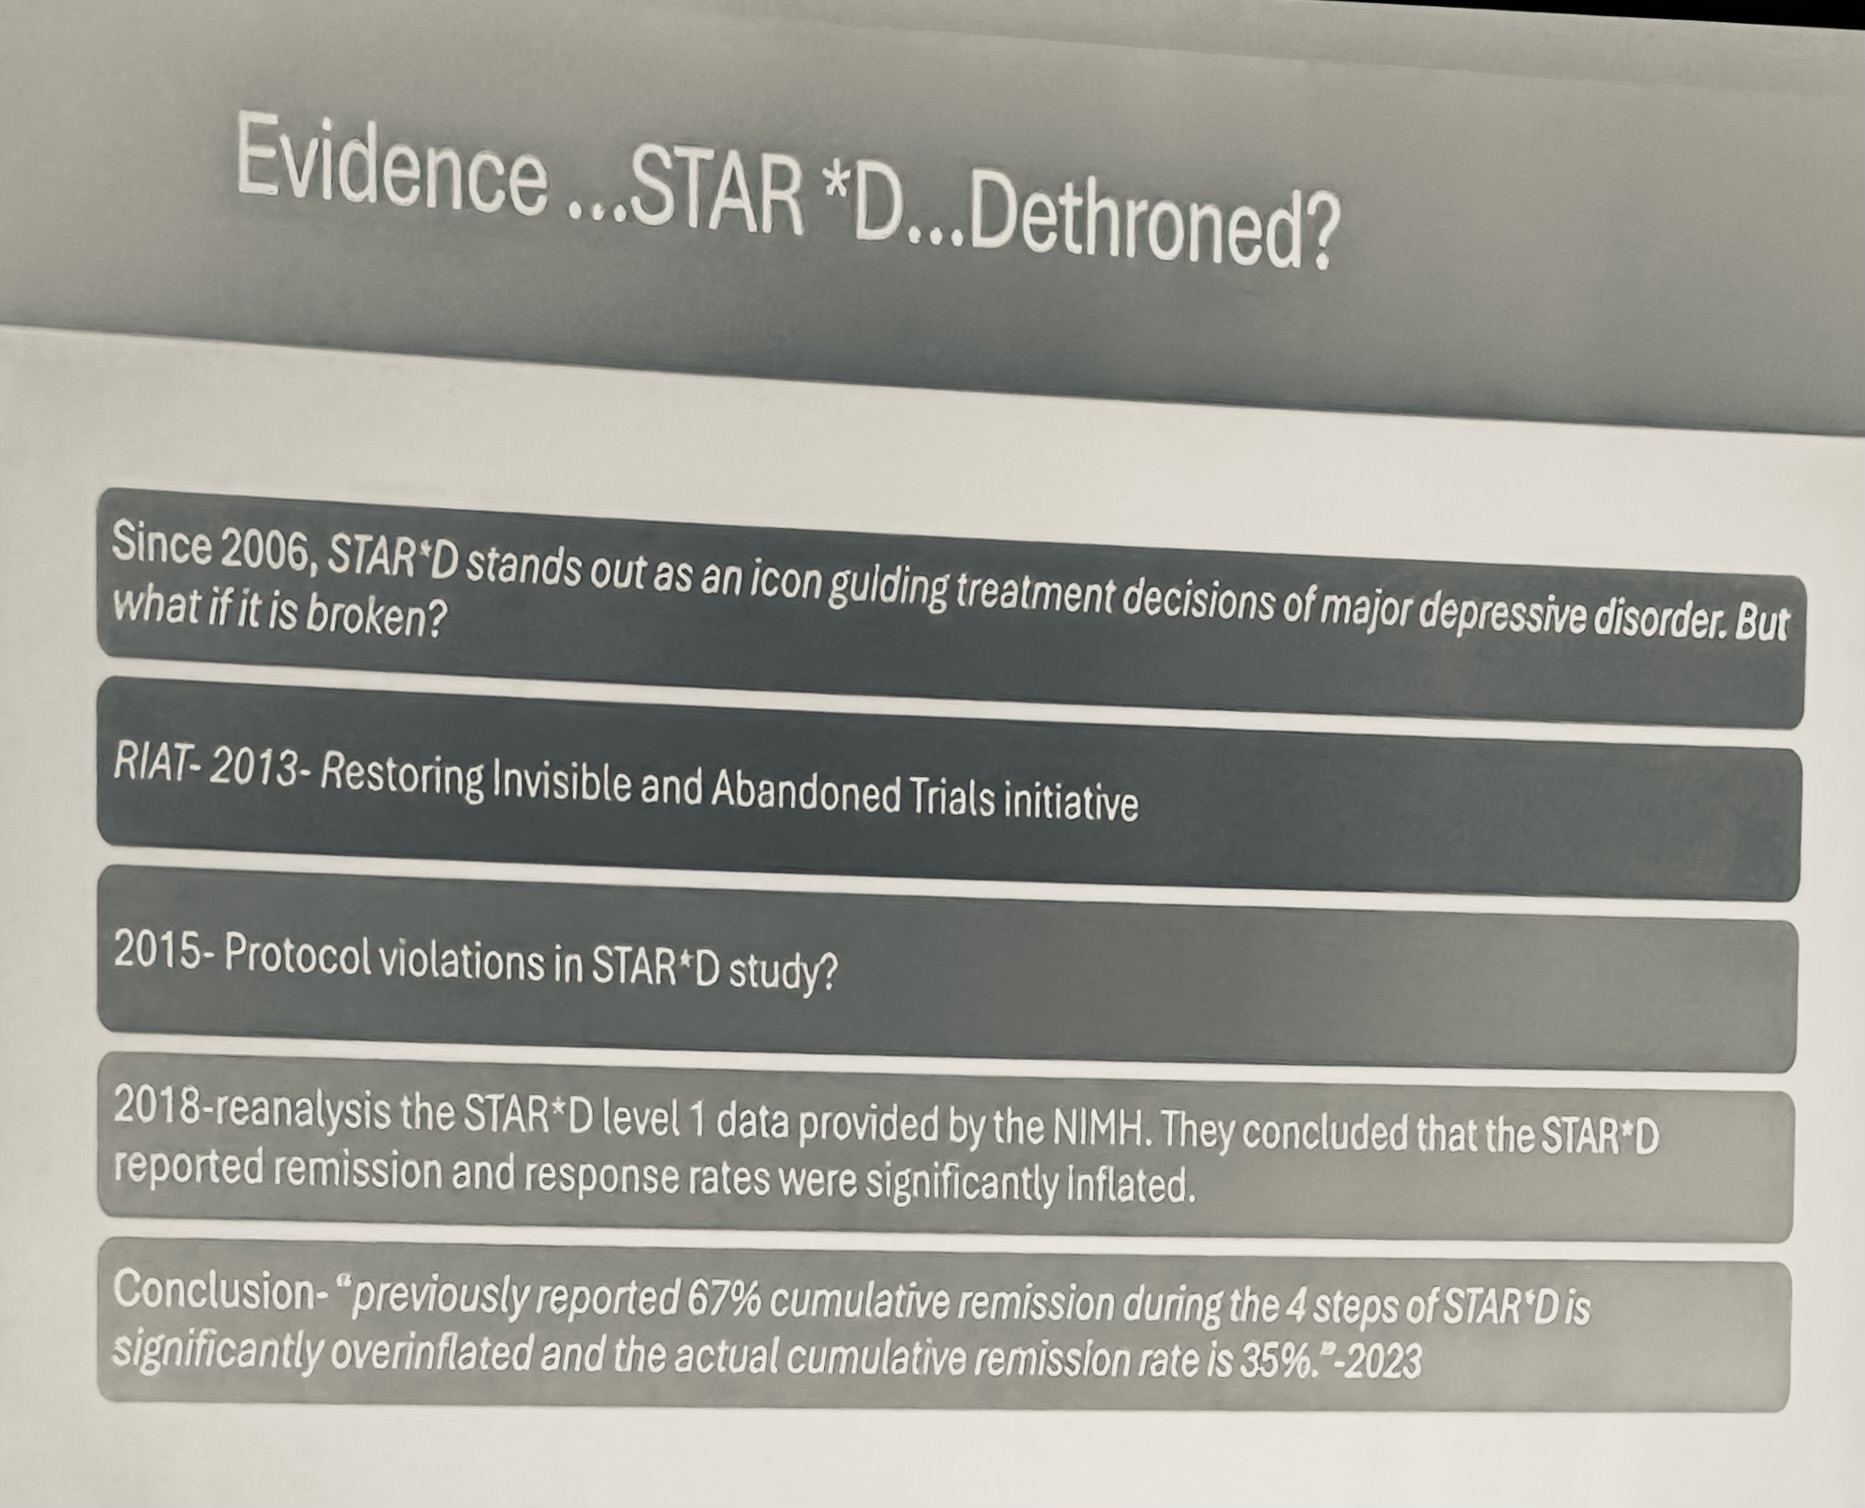 Evidence ...STAR *D...Dethroned?
Since 2006, STAR*D stands out as an icon guiding treatment decisions of major depressive disorder. But
what if it is broken?
RIAT- 2013- Restoring Invisible and Abandoned Trials initiative
2015- Protocol violations in STAR*D study?
2018-reanalysis the STAR*D level 1 data provided by the NIMH. They concluded that the STAR*D
reported remission and response rates were significantly inflated.
Conclusion- “previously reported 67% cumulative remission during the 4 steps of STAR*D is
significantly overinflated and the actual cumulative remission rate is 35%.”-2023